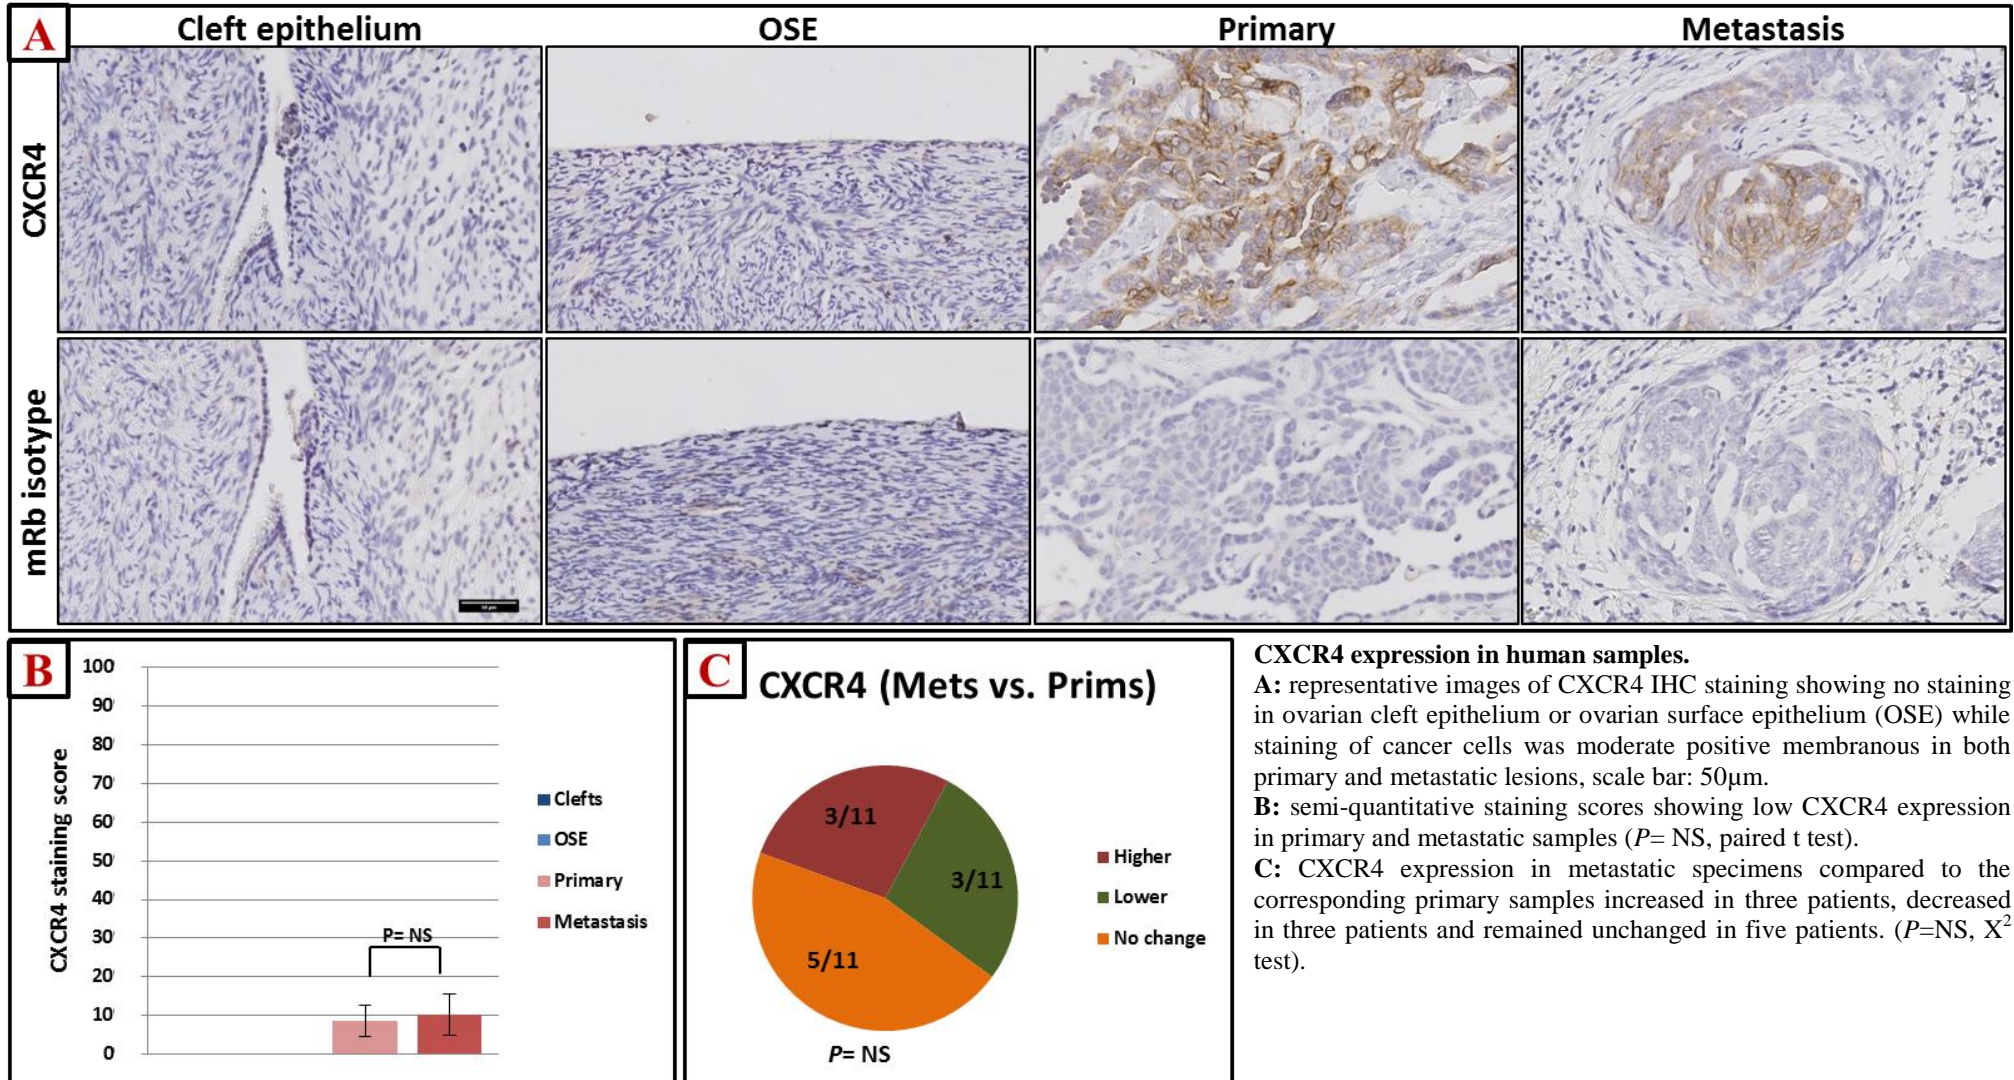 A
Cleft epithelium
OSE
Primary
Metastasis
CXCR4
mRb isotype
B
CXCR4 staining score
100
90
80
70
60
50
40
30
20
10
0
P= NS
Clefts
OSE
Primary
Metastasis
C
CXCR4 (Mets vs. Prims)
3/11
3/11
5/11
Higher
Lower
No change
P= NS
CXCR4 expression in human samples.
A: representative images of CXCR4 IHC staining showing no staining
in ovarian cleft epithelium or ovarian surface epithelium (OSE) while
staining of cancer cells was moderate positive membranous in both
primary and metastatic lesions, scale bar: 50µm.
B: semi-quantitative staining scores showing low CXCR4 expression
in primary and metastatic samples (P= NS, paired t test).
C: CXCR4 expression in metastatic specimens compared to the
corresponding primary samples increased in three patients, decreased
in three patients and remained unchanged in five patients. (P=NS, X²
test).